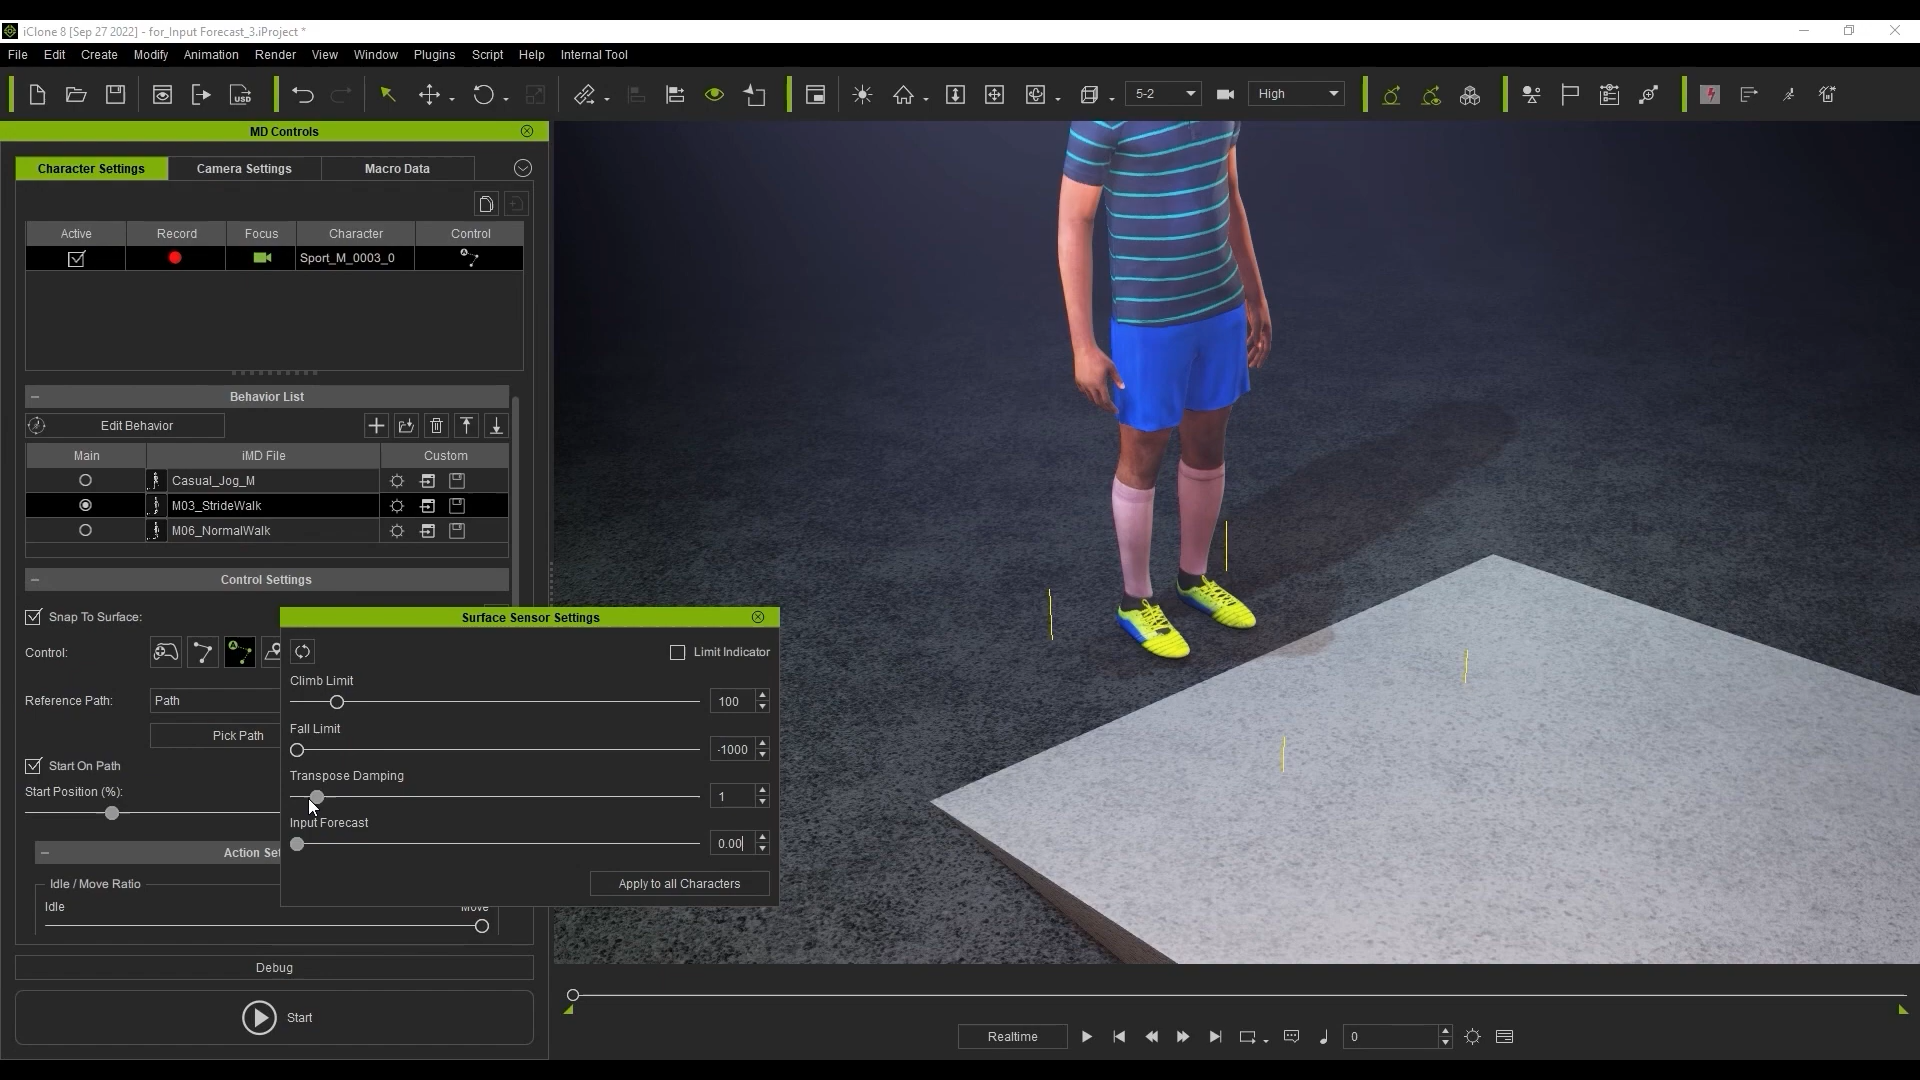 iClone 8 [Sep 27 2022] - for_Input Forecast_3.iProject *
File Edit Create Modify Animation Render View Window Plugins Script Help Internal Tool
USD 5-2 High
MD Controls
Character Settings Camera Settings Macro Data
Active Record Focus Character Control
Sport_M_0003_0
Behavior List
Edit Behavior
Main iMD File Custom
Casual_Jog_M
M03_StrideWalk
M06_NormalWalk
Control Settings
Snap To Surface:
Control:
Reference Path: Path
Pick Path
Start On Path
Start Position (%):
Action Set
Idle / Move Ratio
Idle Move
Debug
Start
Surface Sensor Settings
Limit Indicator
Climb Limit
100
Fall Limit
-1000
Transpose Damping
1
Input Forecast
0.00
Apply to all Characters
Realtime 0